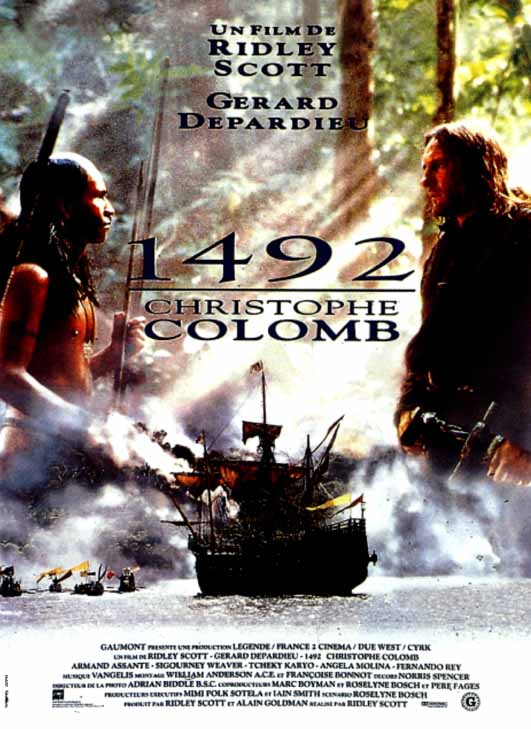 UN FILM DE
RIDLEY
SCOTT
GERARD
DEPARDIEU
1492
CHRISTOPHE
COLOMB
GAUMONT PRESENTE UNE PRODUCTION LEGENDE / FRANCE 2 CINEMA / DUE WEST / CYRK
UN FILM DE RIDLEY SCOTT - GERARD DEPARDIEU - 1492 CHRISTOPHE COLOMB
ARMAND ASSANTE - SIGOURNEY WEAVER - TCHEKY KARYO - ANGELA MOLINA - FERNANDO REY
MUSIQUE VANGELIS MONTAGE WILLIAM ANDERSON A.C.E. ET FRANÇOISE BONNOT DECORS NORRIS SPENCER
DIRECTEUR DE LA PHOTO ADRIAN BIDDLE B.S.C. COPRODUCTEURS MARC BOYMAN ET ROSELYNE BOSCH ET PERE FAGES
PRODUCTEURS EXECUTIFS MIMI POLK SOTELA ET IAIN SMITH SCENARIO ROSELYNE BOSCH
PRODUIT PAR RIDLEY SCOTT ET ALAIN GOLDMAN REALISÉ PAR RIDLEY SCOTT
G